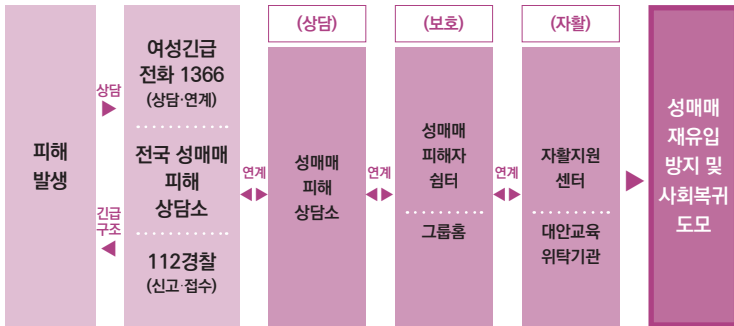 피해
발생
상담
긴급
구조
여성긴급
전화 1366
(상담·연계)
전국 성매매
피해
상담소
112경찰
(신고·접수)
연계
(상담)
성매매
피해
상담소
연계
(보호)
성매매
피해자
쉼터
그룹홈
연계
(자활)
자활지원
센터
대안교육
위탁기관
성매매
재유입
방지 및
사회복귀
도모